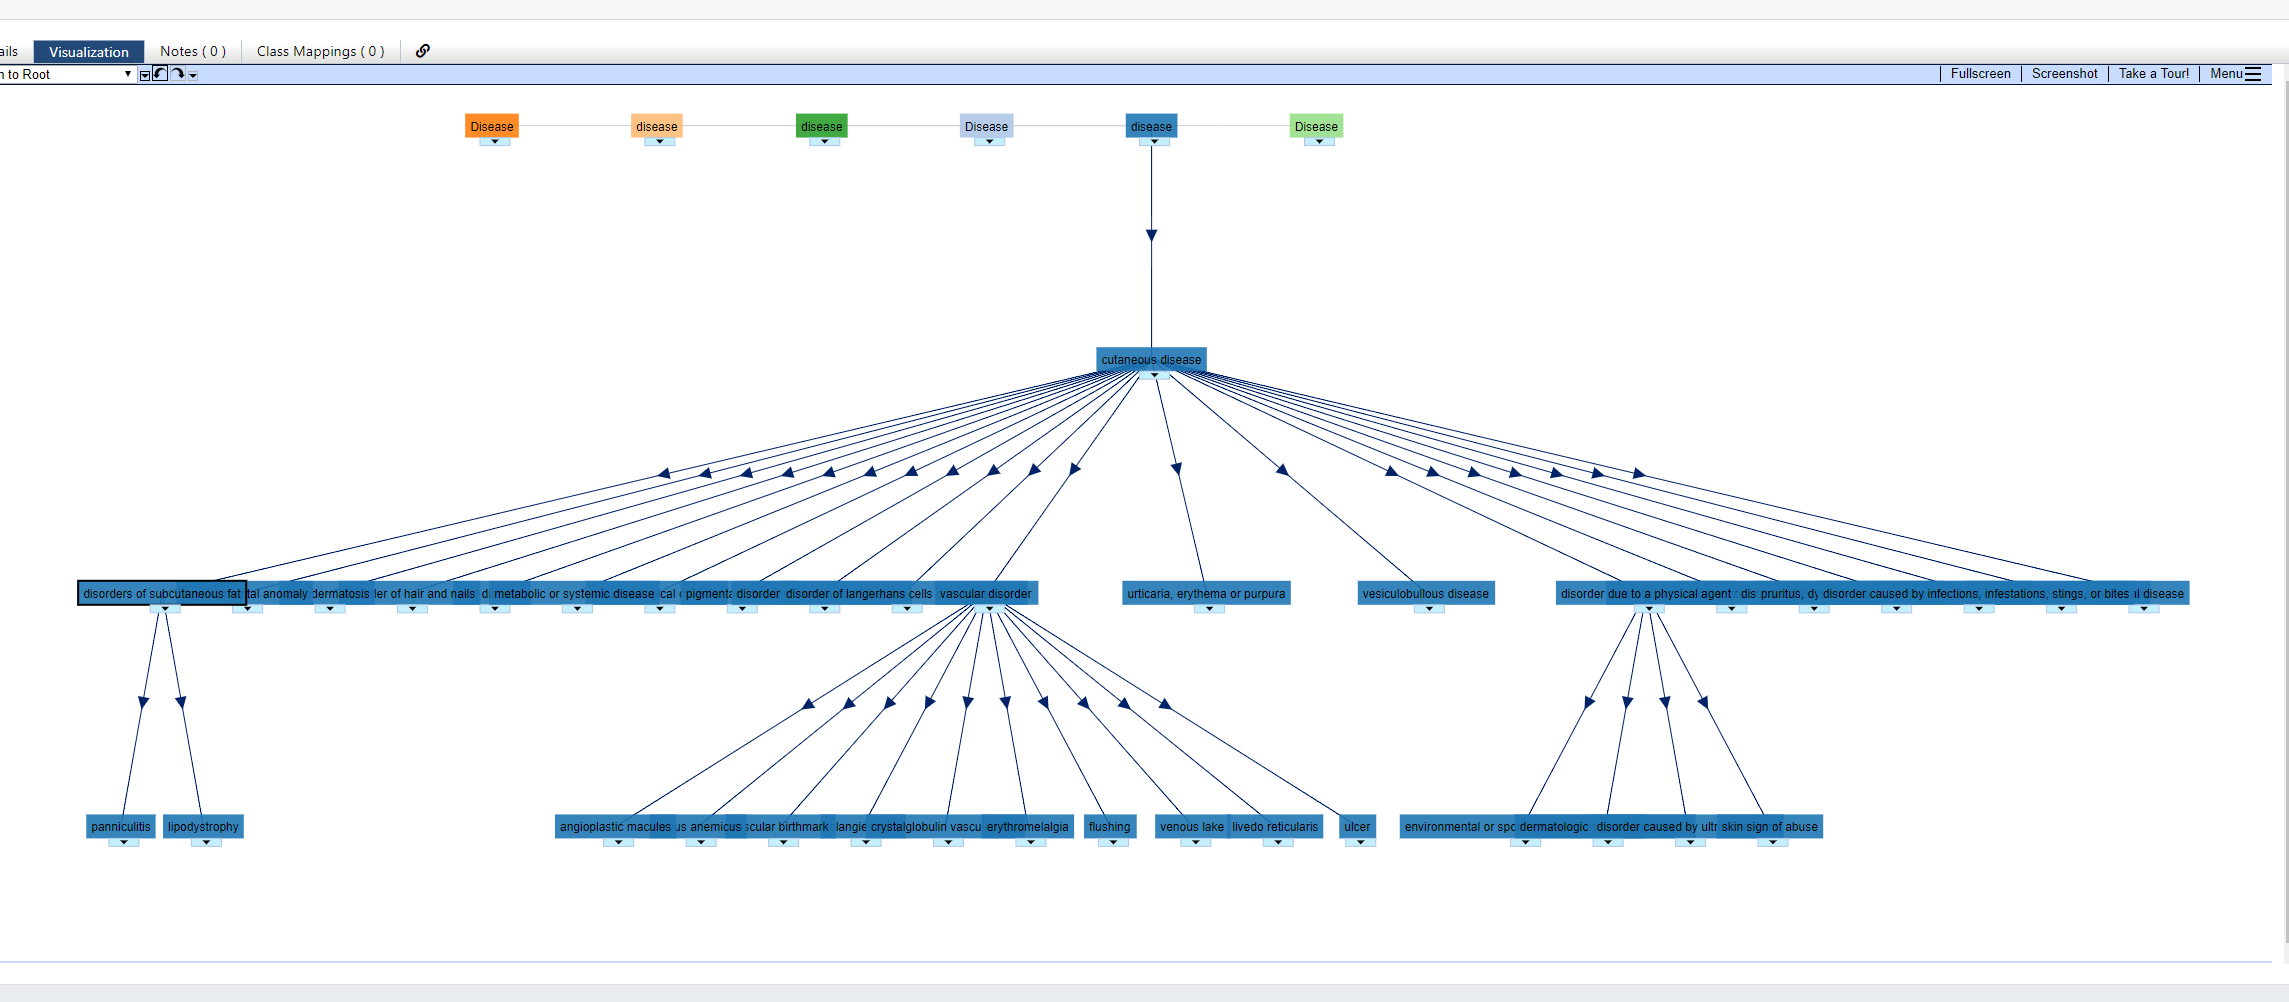 ails Visualization Notes ( 0 ) Class Mappings ( 0 )
n to Root Fullscreen Screenshot Take a Tour! Menu
Disease disease disease Disease disease Disease
cutaneous disease
disorders of subcutaneous fat tal anomaly dermatosis ler of hair and nails di metabolic or systemic disease cal pigmenta disorder disorder of langerhans cells vascular disorder urticaria, erythema or purpura vesiculobullous disease disorder due to a physical agent dis pruritus, dy disorder caused by infections, infestations, stings, or bites al disease
panniculitis lipodystrophy angioplastic macules us anemicus scular birthmark langie crystalglobulin vascu erythromelalgia flushing venous lake livedo reticularis ulcer environmental or spo dermatologic disorder caused by ultr skin sign of abuse